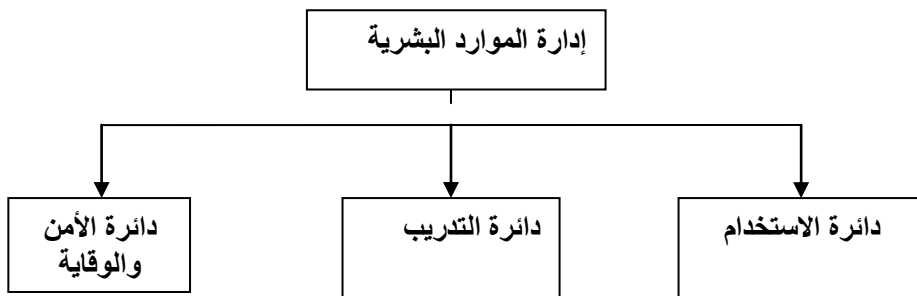 إدارة الموارد البشرية
دائرة الاستخدام
دائرة التدريب
دائرة الأمن
والوقاية